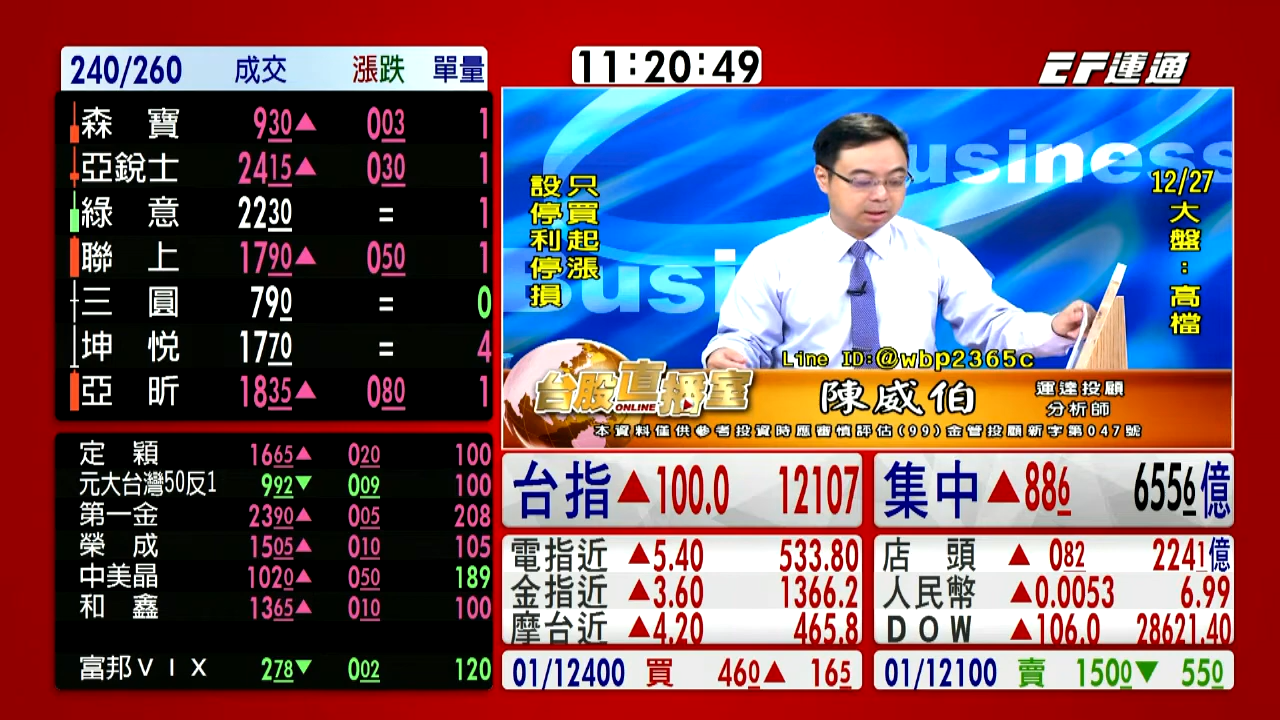 240/260 成交 漲跌 單量
森寶 930▲ 003 1
亞銳士 2415▲ 030 1
綠意 2230 = 1
聯上 1790▲ 050 1
三圓 790 = 0
坤悅 1770 = 4
亞昕 1835▲ 080 1
定穎 1665▲ 020 100
元大台灣50反1 992▼ 009 100
第一金 2390▲ 005 208
榮成 1505▲ 010 105
中美晶 1020▲ 050 189
和鑫 1365▲ 010 100
富邦VIX 278▼ 002 120
11:20:49
EF運通
Business
Business
只買起漲
設停利停損
12/27
大盤:高檔
Line ID:@wbp2365c
台股直播室
ONLINE
陳威伯
運達投顧
分析師
本資料僅供參考投資時應審慎評估(99)金管投顧新字第047號
台指▲100.0 12107
集中▲886 6556億
電指近 ▲5.40 533.80
金指近 ▲3.60 1366.2
摩台近 ▲4.20 465.8
店頭 ▲ 082 2241億
人民幣 ▲0.0053 6.99
DOW ▲106.0 28621.40
01/12400 買 460▲ 165
01/12100 賣 1500▼ 550